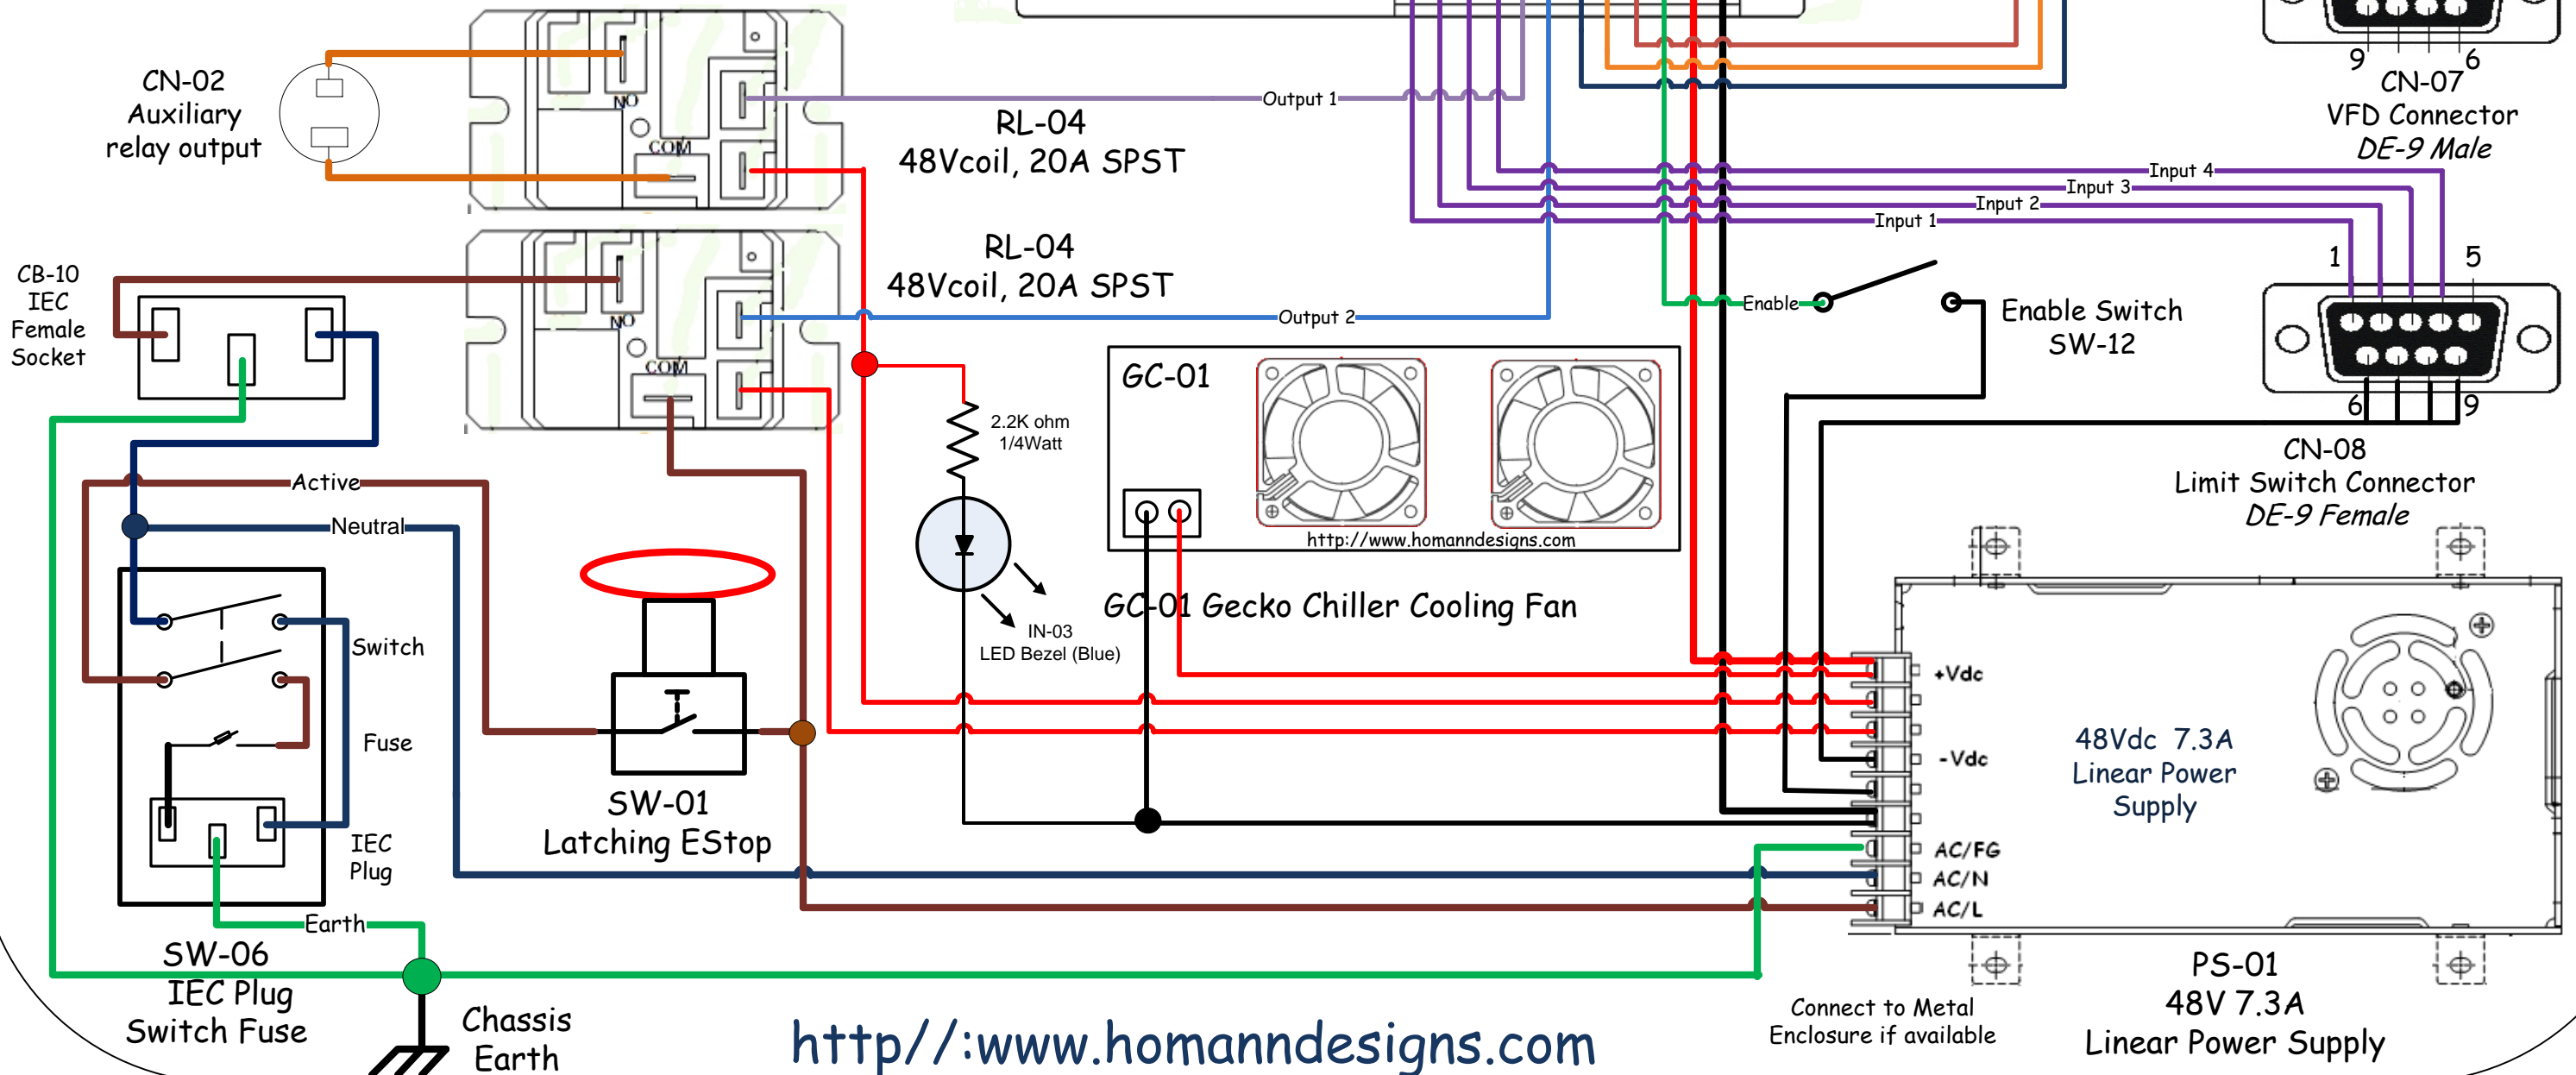 CN-02
Auxiliary
relay output
NO
COM
Output 1
RL-04
48Vcoil, 20A SPST
9
6
CN-07
VFD Connector
DE-9 Male
Input 4
Input 3
Input 2
Input 1
CB-10
IEC
Female
Socket
NO
COM
RL-04
48Vcoil, 20A SPST
Output 2
Enable
Enable Switch
SW-12
1
5
6
9
CN-08
Limit Switch Connector
DE-9 Female
GC-01
http://www.homanndesigns.com
GC-01 Gecko Chiller Cooling Fan
2.2K ohm
1/4Watt
IN-03
LED Bezel (Blue)
Active
Neutral
Switch
Fuse
IEC
Plug
Earth
SW-06
IEC Plug
Switch Fuse
SW-01
Latching EStop
Chassis
Earth
+Vdc
-Vdc
AC/FG
AC/N
AC/L
48Vdc 7.3A
Linear Power
Supply
PS-01
48V 7.3A
Linear Power Supply
Connect to Metal
Enclosure if available
http//:www.homanndesigns.com